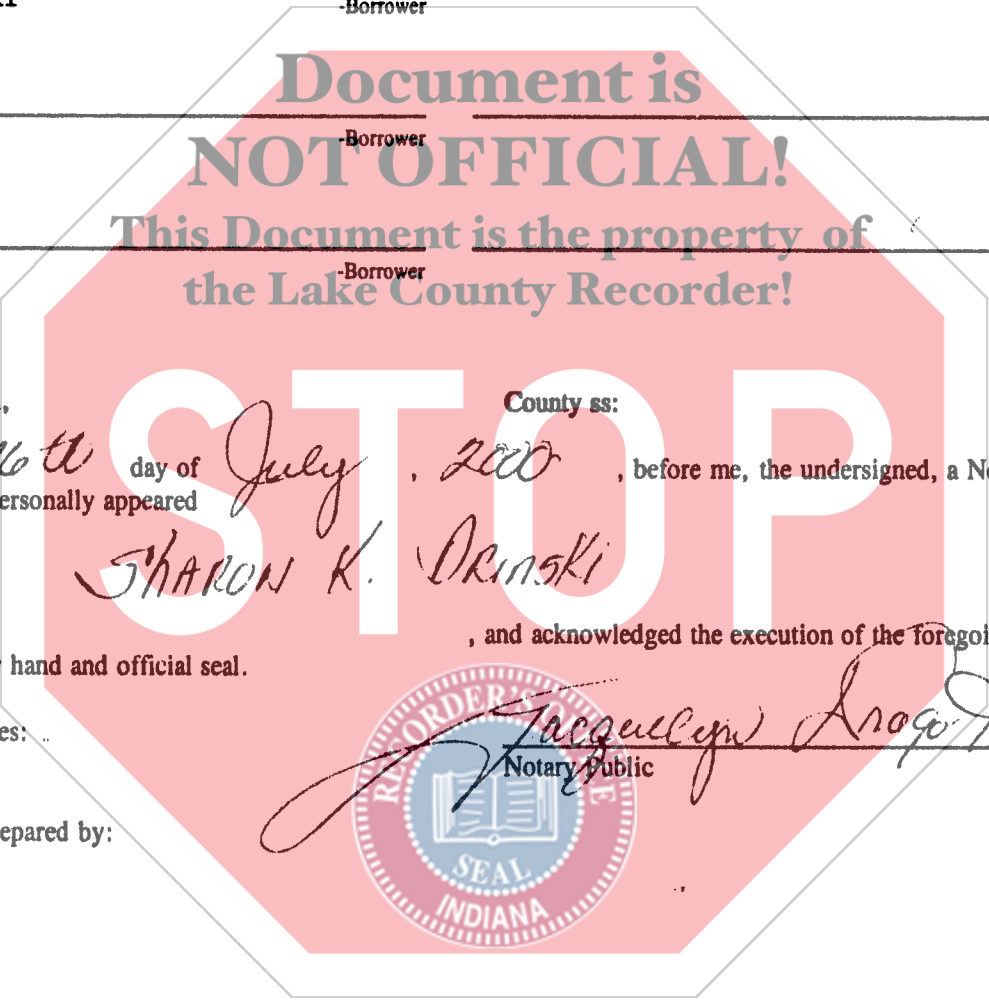 -Borrower
Document is
-Borrower
NOT OFFICIAL!
This Document is the property of
-Borrower
the Lake County Recorder!
STOP
County ss:
6th day of July, 2000, before me, the undersigned, a No
ersonally appeared
SHARON K.
, and acknowledged the execution of the foregoi
hand and official seal.
es:
Jacquelyn
Notary Public
epared by:
RECORDER'S OFFICE
SEAL
INDIANA